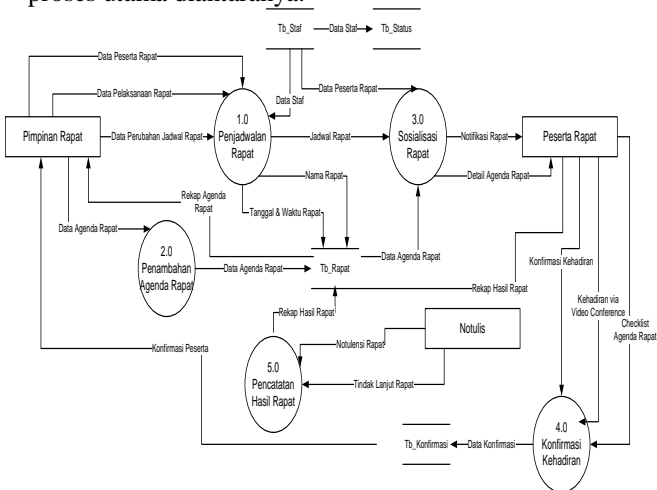 proses utama diantaranya:
Tb_Staf
Data Staf
Tb_Status
Data Peserta Rapat
Data Staf
Data Peserta Rapat
Data Pelaksanaan Rapat
1.0
Penjadwalan
Rapat
3.0
Sosialisasi
Rapat
Pimpinan Rapat
Data Perubahan Jadwal Rapat
Jadwal Rapat
Notifikasi Rapat
Peserta Rapat
Nama Rapat
Detail Agenda Rapat
Rekap Agenda
Rapat
Tanggal & Waktu Rapat
Data Agenda Rapat
2.0
Penambahan
Agenda Rapat
Data Agenda Rapat
Tb_Rapat
Data Agenda Rapat
Konfirmasi Kehadiran
Rekap Hasil Rapat
Kehadiran via
Video Conference
Checklist
Agenda Rapat
Rekap Hasil Rapat
Notulis
Konfirmasi Peserta
Notulensi Rapat
5.0
Pencatatan
Hasil Rapat
Tindak Lanjut Rapat
4.0
Konfirmasi
Kehadiran
Tb_Konfirmasi
Data Konfirmasi